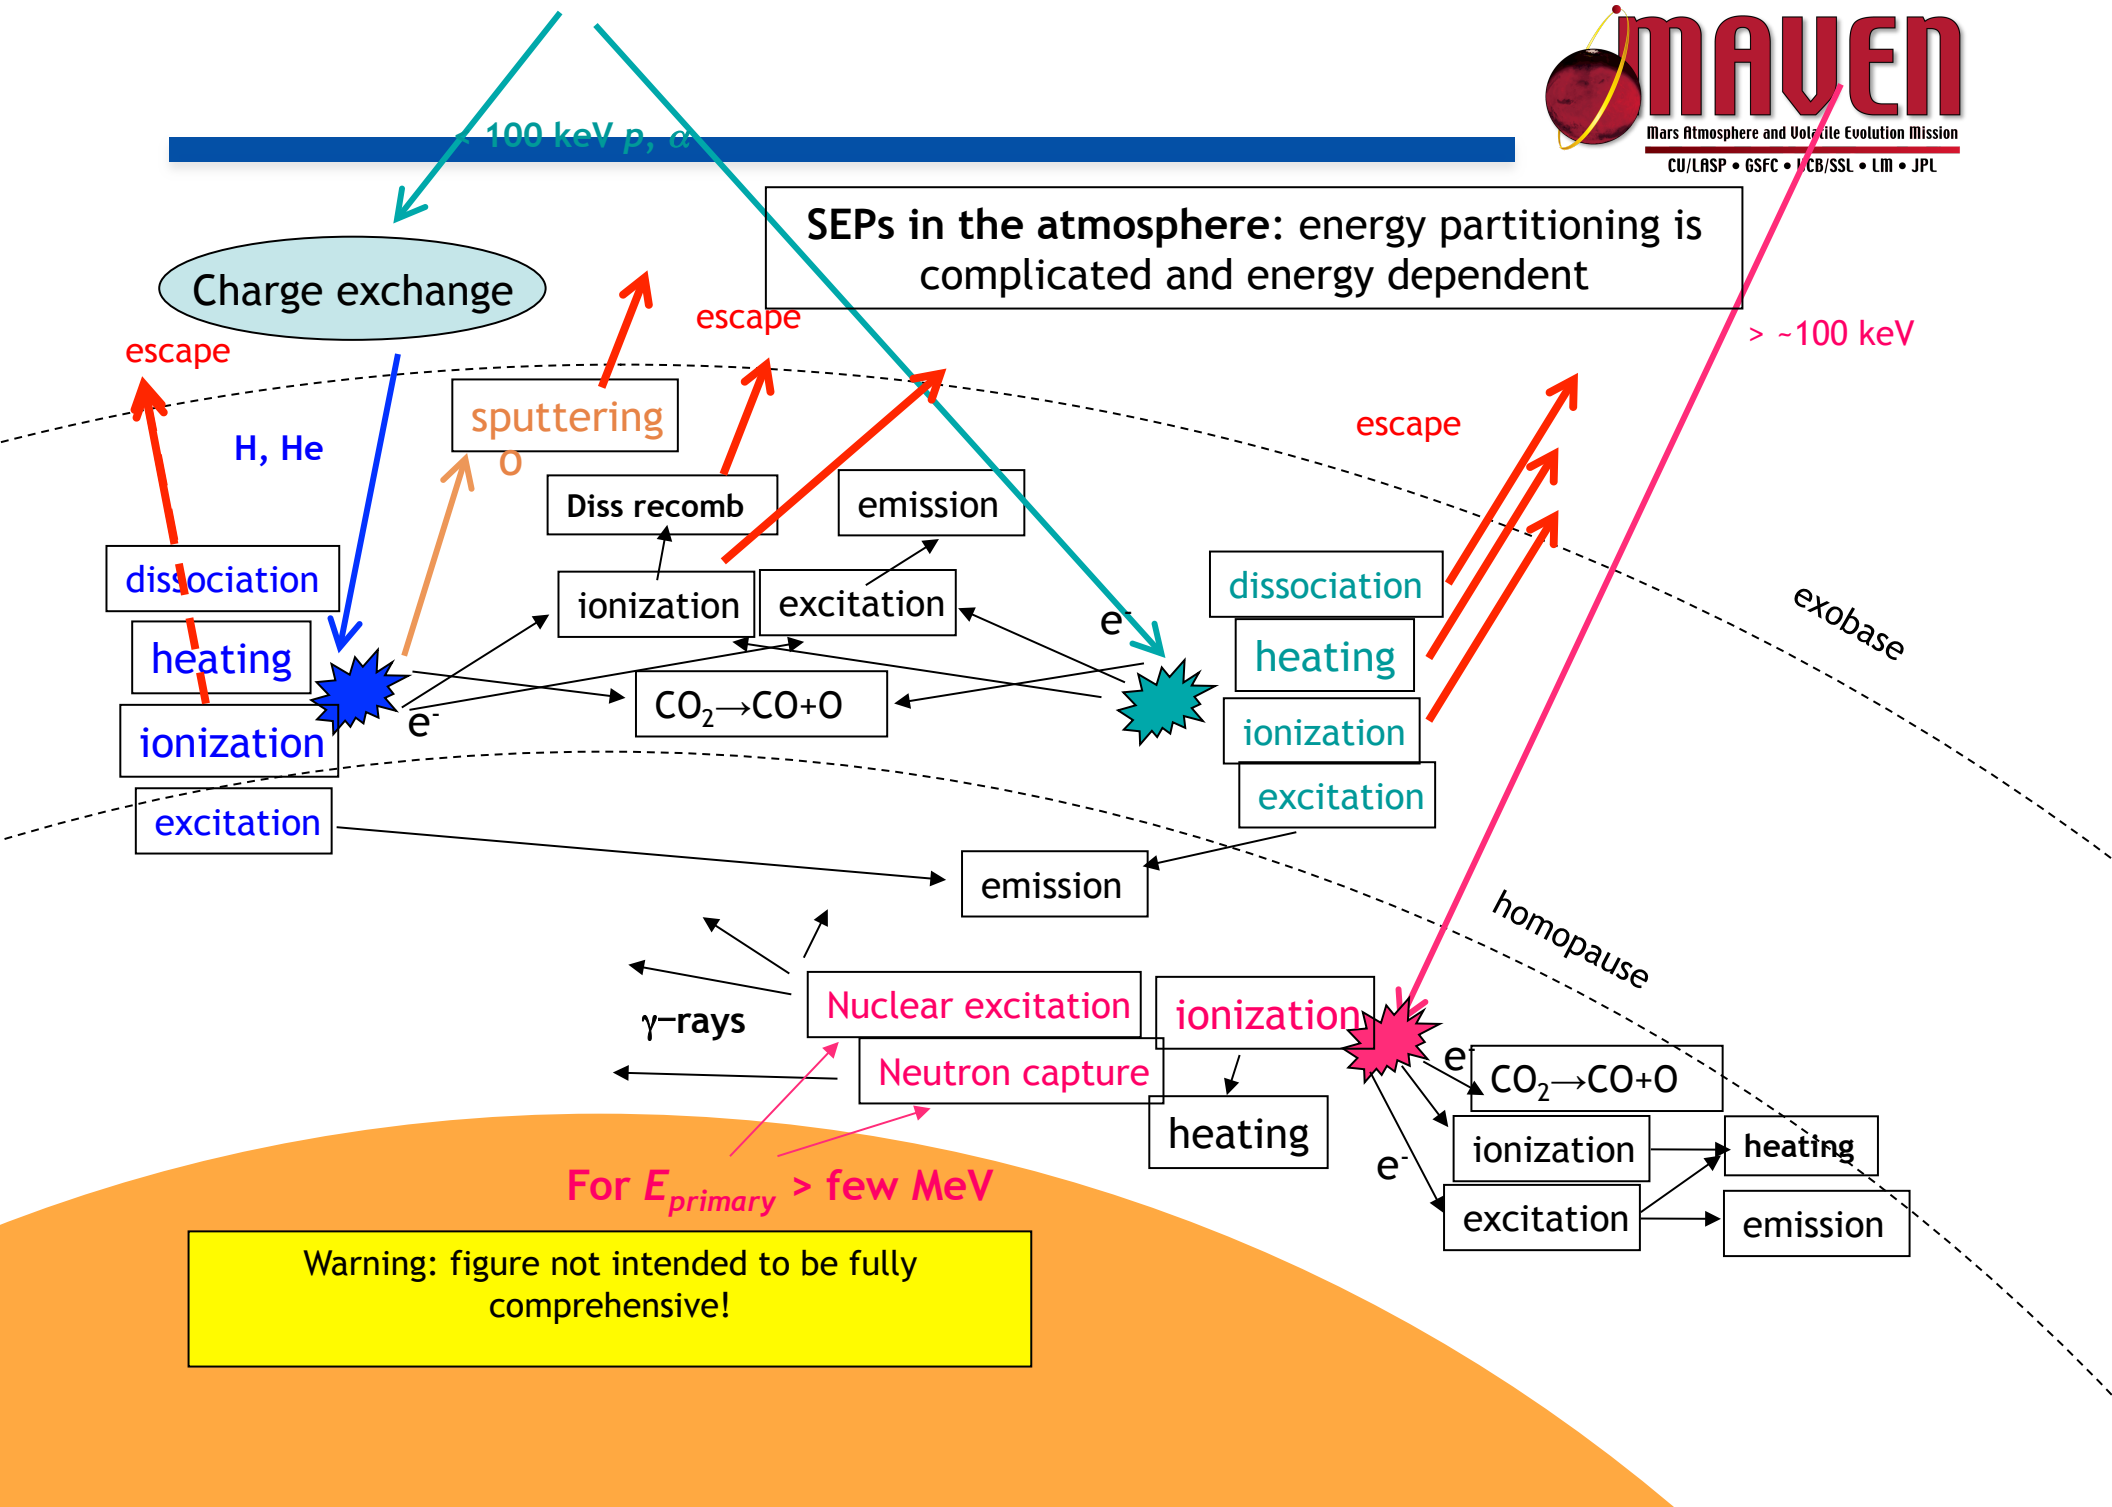 MAVEN
Mars Atmosphere and Volatile Evolution Mission
CU/LASP • GSFC • UCB/SSL • LM • JPL
< 100 keV p, α
SEPs in the atmosphere: energy partitioning is
complicated and energy dependent
Charge exchange
escape
escape
> ~100 keV
escape
sputtering
O
H, He
Diss recomb
emission
dissociation
heating
ionization
excitation
e-
ionization
excitation
CO2→CO+O
e-
dissociation
heating
ionization
excitation
exobase
emission
homopause
γ–rays
Nuclear excitation
Neutron capture
ionization
heating
e-
CO2→CO+O
e-
ionization
heating
excitation
emission
For Eprimary > few MeV
Warning: figure not intended to be fully
comprehensive!